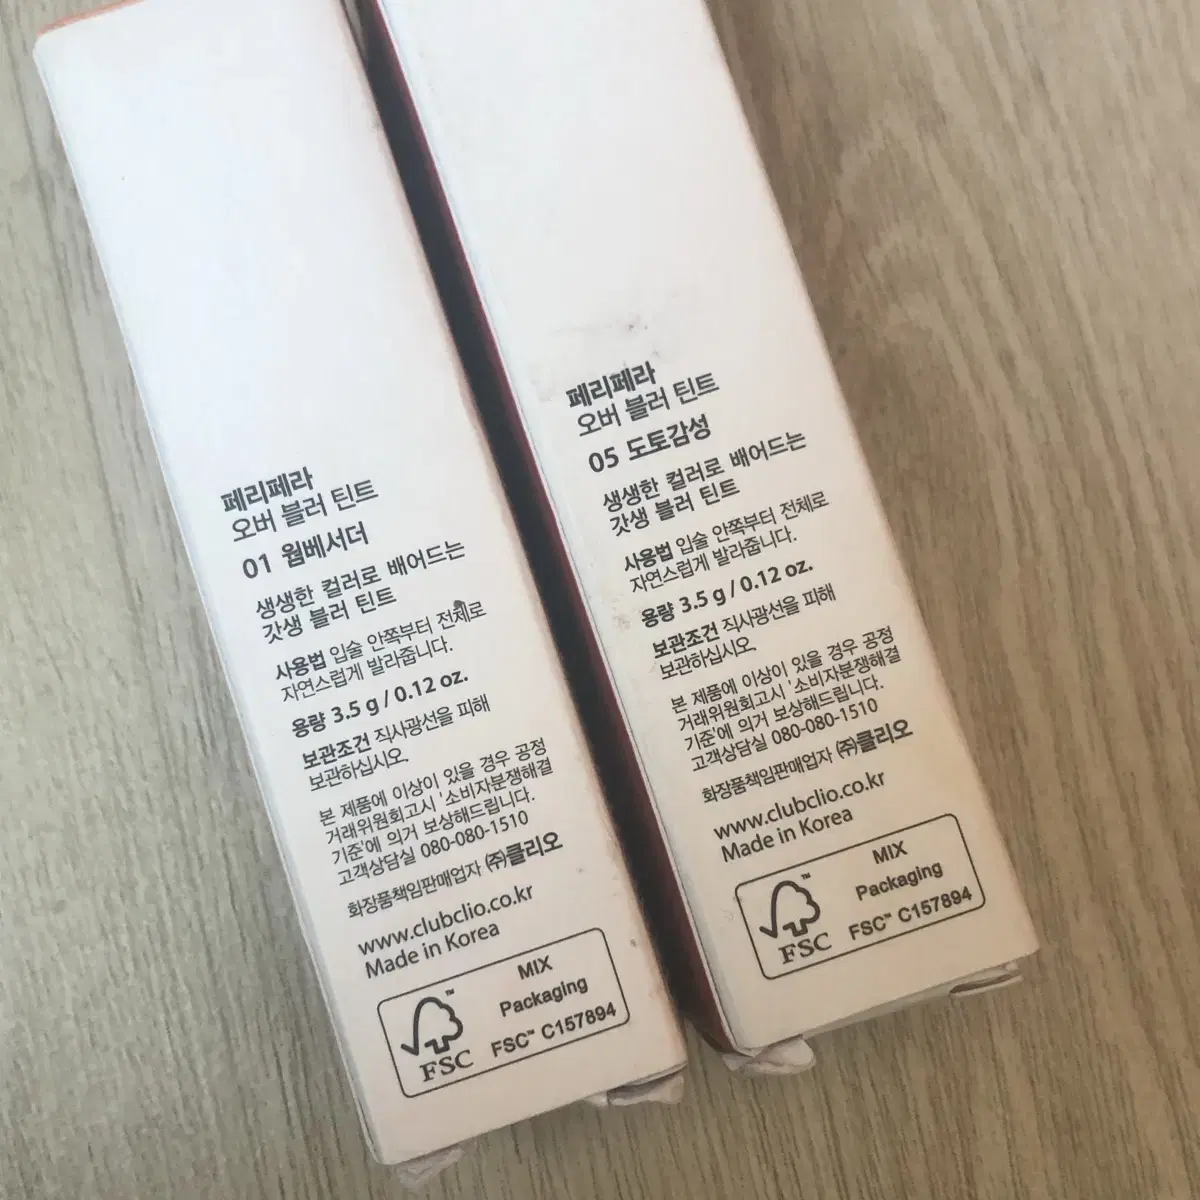 페리페라
오버 블러 틴트
01 웜베서더
생생한 컬러로 배어드는
갓생 블러 틴트
사용법 입술 안쪽부터 전체로
자연스럽게 발라줍니다.
용량 3.5 g / 0.12 oz.
보관조건 직사광선을 피해
보관하십시오.
본 제품에 이상이 있을 경우 공정
거래위원회고시 '소비자분쟁해결
기준'에 의거 보상해드립니다.
고객상담실 080-080-1510
화장품책임판매업자 ㈜클리오
www.clubclio.co.kr
Made in Korea
FSC
MIX
Packaging
FSC™ C157894
페리페라
오버 블러 틴트
05 도토감성
생생한 컬러로 배어드는
갓생 블러 틴트
사용법 입술 안쪽부터 전체로
자연스럽게 발라줍니다.
용량 3.5 g / 0.12 oz.
보관조건 직사광선을 피해
보관하십시오.
본 제품에 이상이 있을 경우 공정
거래위원회고시 '소비자분쟁해결
기준'에 의거 보상해드립니다.
고객상담실 080-080-1510
화장품책임판매업자 ㈜클리오
www.clubclio.co.kr
Made in Korea
FSC
MIX
Packaging
FSC™ C157894